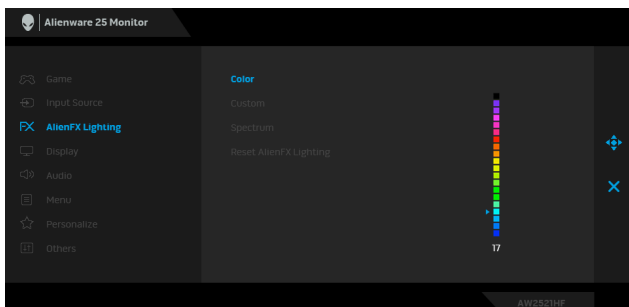 Alienware 25 Monitor
Game
Input Source
FX AlienFX Lighting
Display
Audio
Menu
Personalize
Others
Color
Custom
Spectrum
Reset AlienFX Lighting
17
AW2521HF